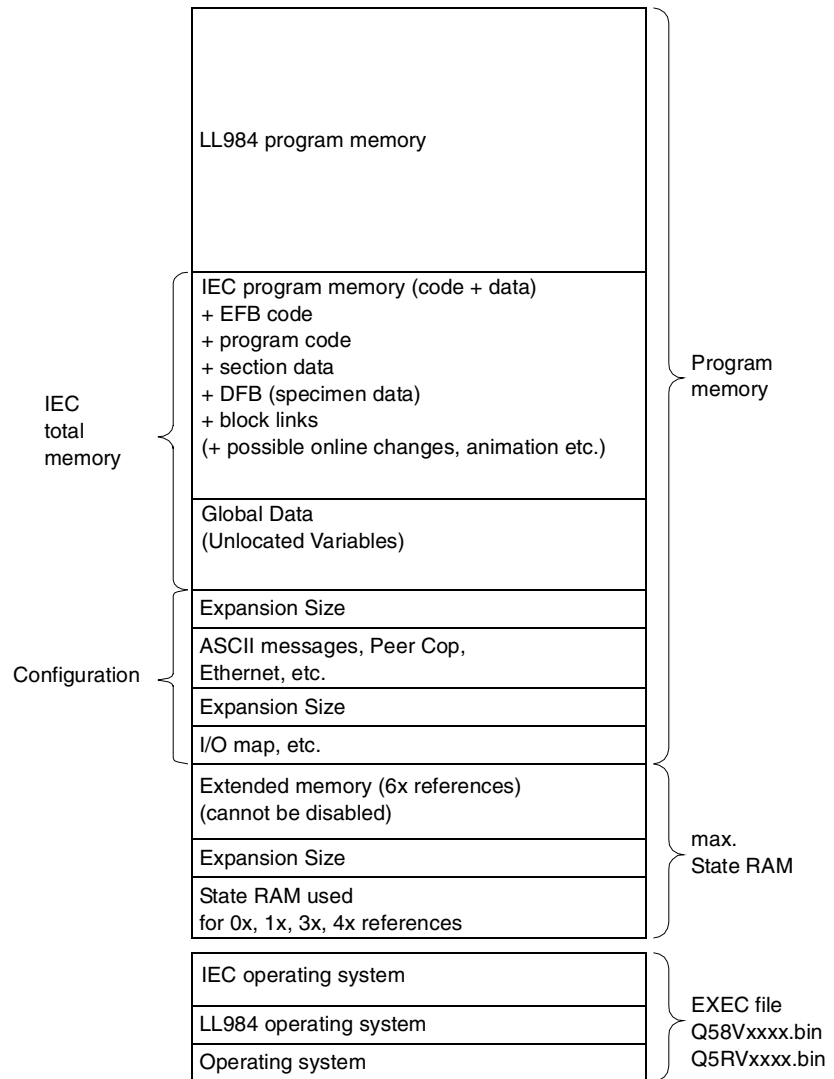 LL984 program memory
IEC program memory (code + data)
+ EFB code
+ program code
+ section data
+ DFB (specimen data)
+ block links
(+ possible online changes, animation etc.)
Program
memory
IEC
total
memory
Global Data
(Unlocated Variables)
Expansion Size
ASCII messages, Peer Cop,
Ethernet, etc.
Configuration
Expansion Size
I/O map, etc.
Extended memory (6x references)
(cannot be disabled)
Expansion Size
max.
State RAM
State RAM used
for 0x, 1x, 3x, 4x references
IEC operating system
LL984 operating system
Operating system
EXEC file
Q58Vxxxx.bin
Q5RVxxxx.bin